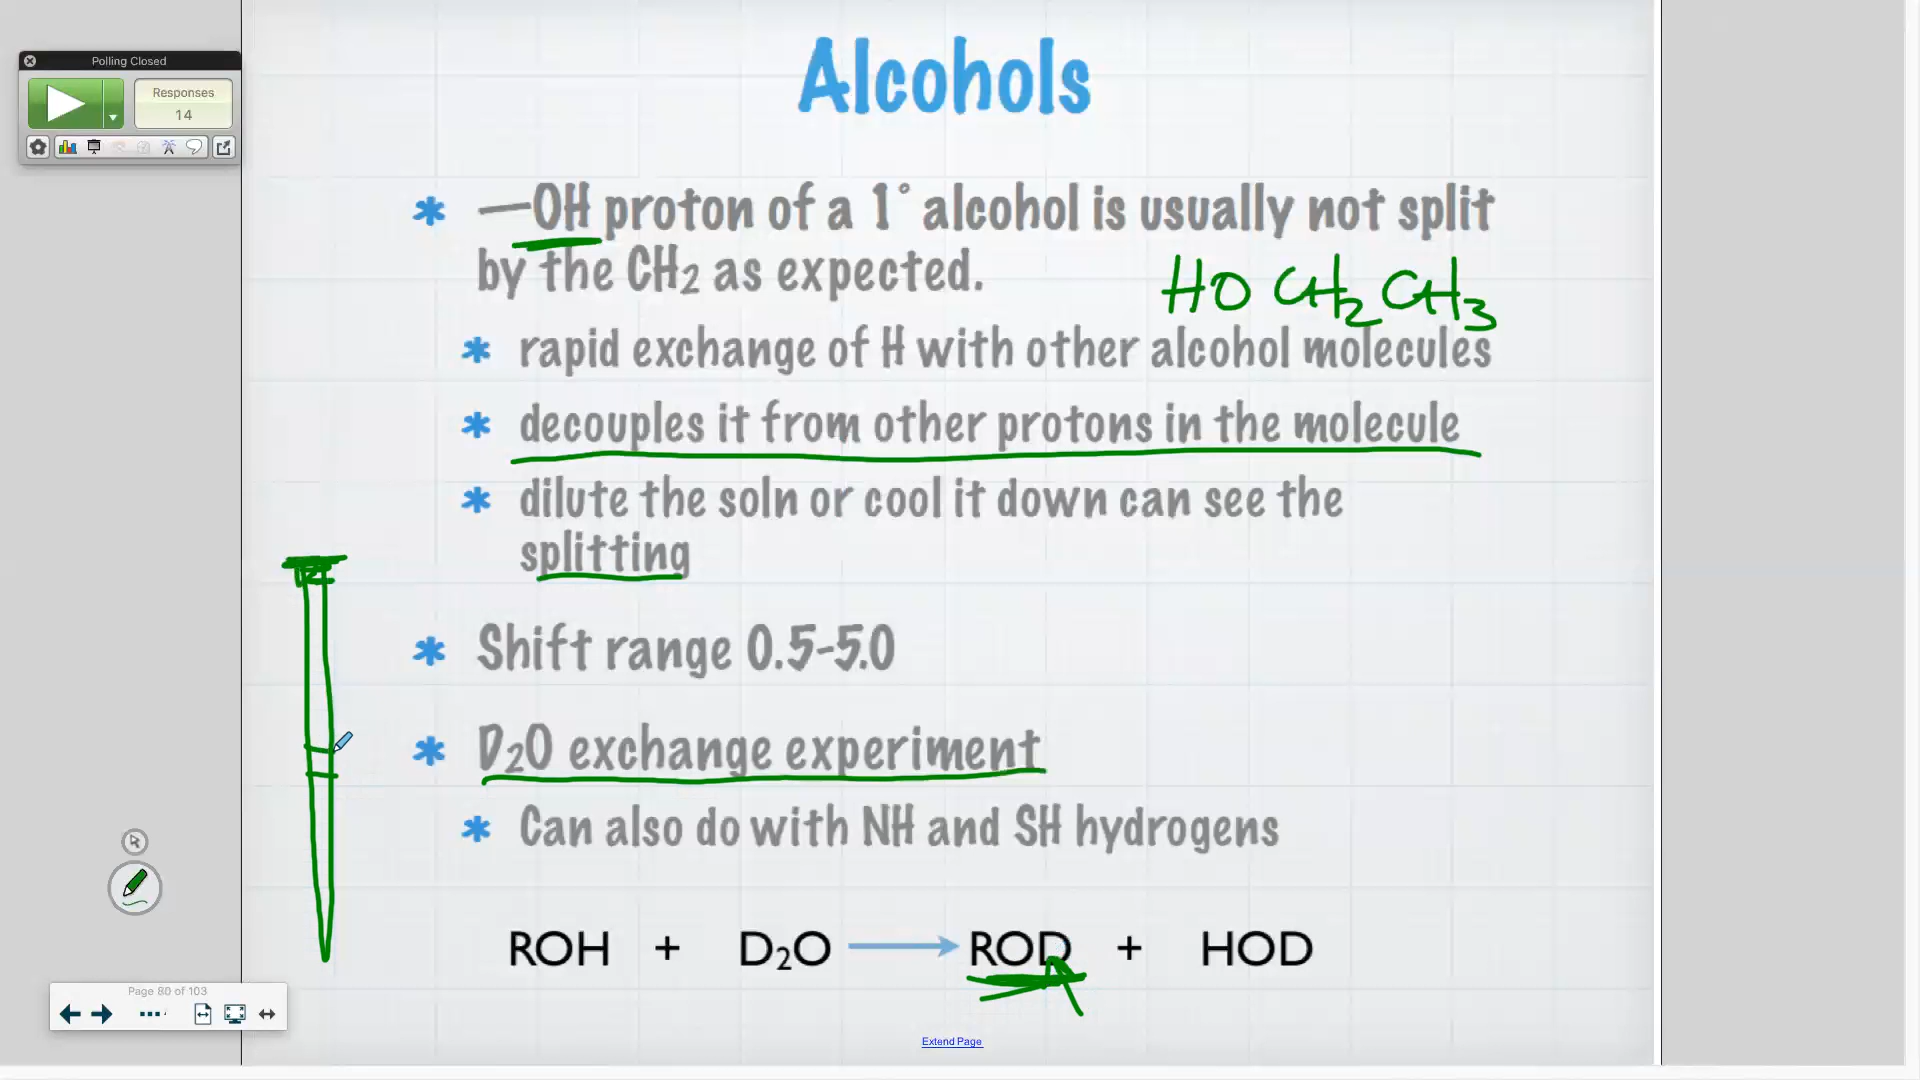 Alcohols
Polling Closed
Responses
14
—OH proton of a 1° alcohol is usually not split
by the CH₂ as expected.
HO CH₂ CH₃
rapid exchange of H with other alcohol molecules
decouples it from other protons in the molecule
dilute the soln or cool it down can see the
splitting
Shift range 0.5-5.0
D₂O exchange experiment
Can also do with NH and SH hydrogens
ROH + D₂O → ROD + HOD
Page 80 of 103
Extend Page